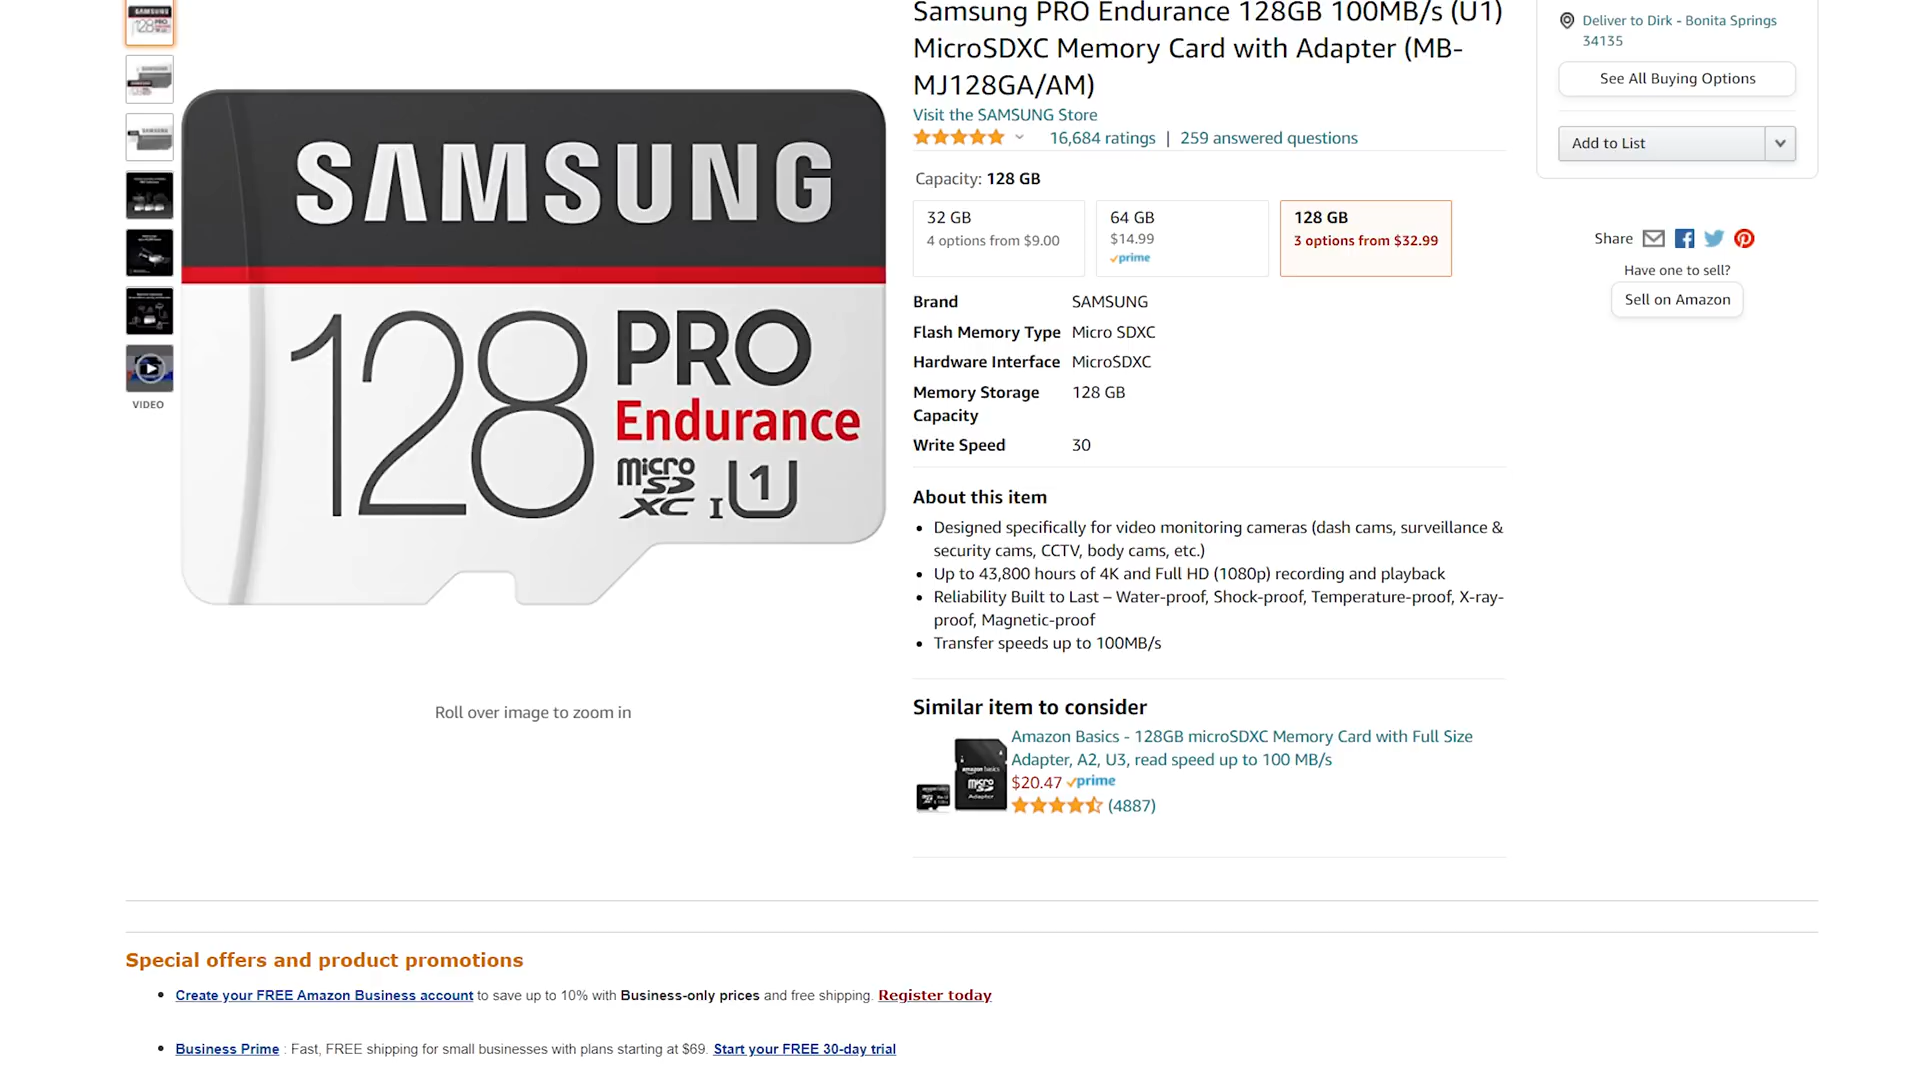 Samsung PRO Endurance 128GB 100MB/s (U1)
MicroSDXC Memory Card with Adapter (MB-
MJ128GA/AM)
Visit the SAMSUNG Store
16,684 ratings | 259 answered questions
Capacity: 128 GB
32 GB
4 options from $9.00
64 GB
$14.99
prime
128 GB
3 options from $32.99
Brand SAMSUNG
Flash Memory Type Micro SDXC
Hardware Interface MicroSDXC
Memory Storage Capacity 128 GB
Write Speed 30
About this item
• Designed specifically for video monitoring cameras (dash cams, surveillance &
security cams, CCTV, body cams, etc.)
• Up to 43,800 hours of 4K and Full HD (1080p) recording and playback
• Reliability Built to Last – Water-proof, Shock-proof, Temperature-proof, X-ray-
proof, Magnetic-proof
• Transfer speeds up to 100MB/s
Similar item to consider
Amazon Basics - 128GB microSDXC Memory Card with Full Size
Adapter, A2, U3, read speed up to 100 MB/s
$20.47 prime
(4887)
amazon basics
micro SD
Adapter
Deliver to Dirk - Bonita Springs
34135
See All Buying Options
Add to List
Share
Have one to sell?
Sell on Amazon
SAMSUNG
128 PRO
Endurance
micro SD XC I U1
VIDEO
Roll over image to zoom in
Special offers and product promotions
• Create your FREE Amazon Business account to save up to 10% with Business-only prices and free shipping. Register today
• Business Prime : Fast, FREE shipping for small businesses with plans starting at $69. Start your FREE 30-day trial